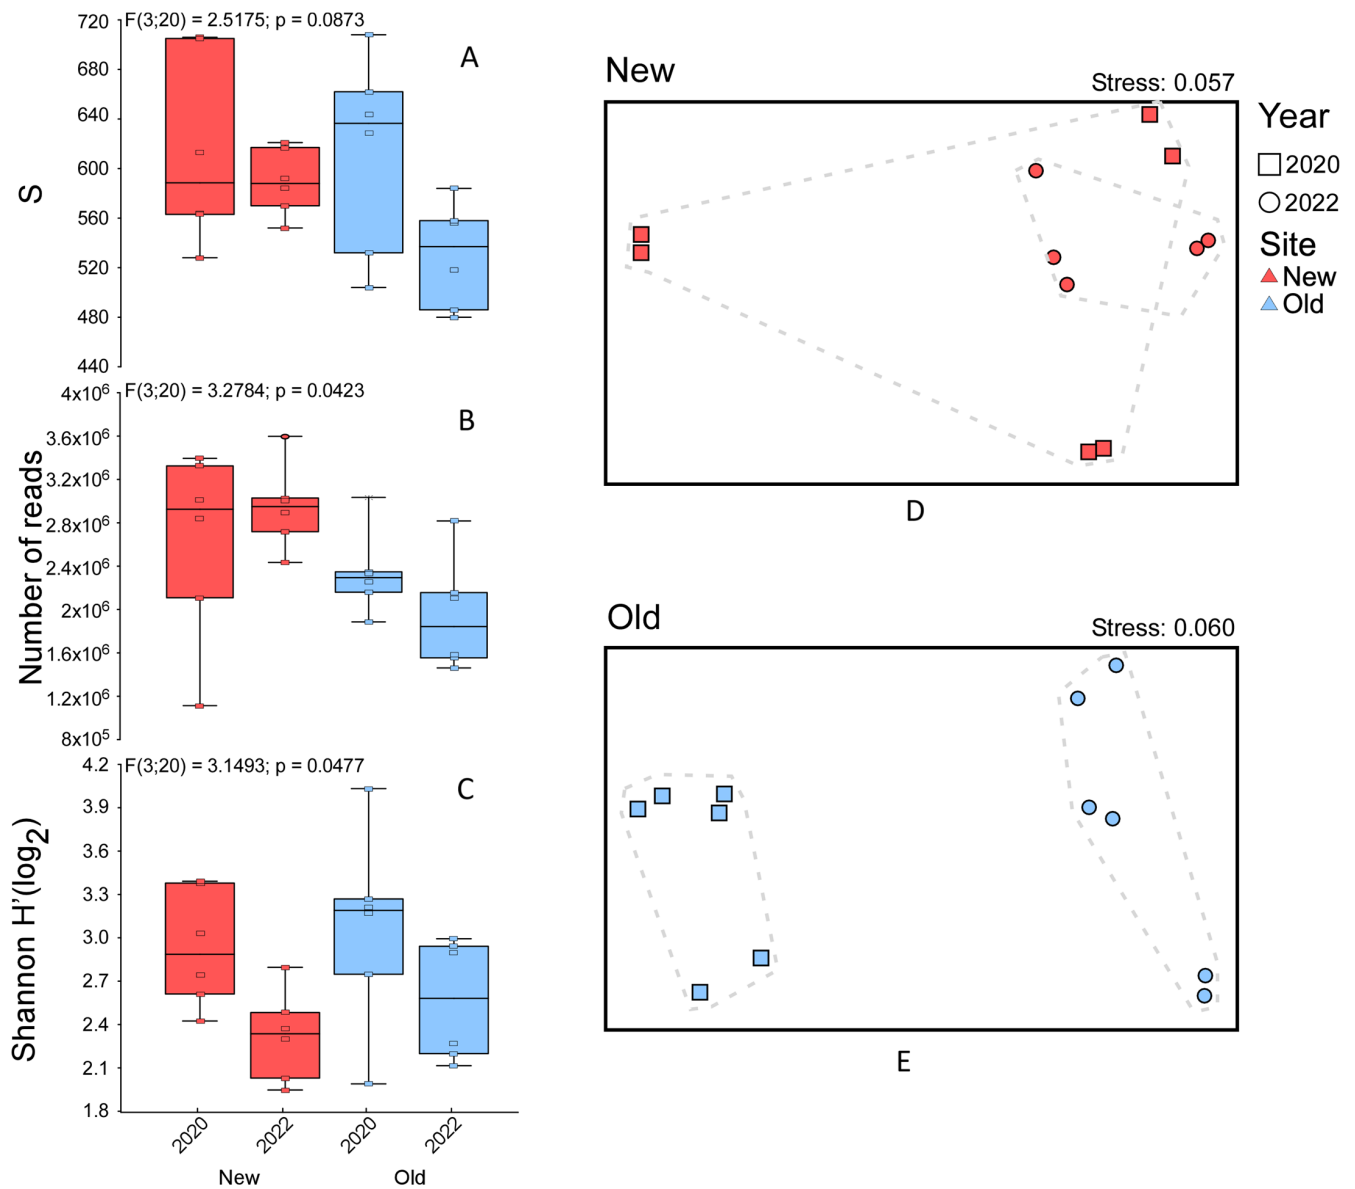 F(3;20) = 2.5175; p = 0.0873
A
S
720
680
640
600
560
520
480
440
F(3;20) = 3.2784; p = 0.0423
B
Number of reads
4x10⁶
3.6x10⁶
3.2x10⁶
2.8x10⁶
2.4x10⁶
2x10⁶
1.6x10⁶
1.2x10⁶
8x10⁵
F(3;20) = 3.1493; p = 0.0477
C
Shannon H'(log₂)
4.2
3.9
3.6
3.3
3.0
2.7
2.4
2.1
1.8
2020
2022
2020
2022
New
Old
New
Stress: 0.057
D
Year
2020
2022
Site
New
Old
Old
Stress: 0.060
E